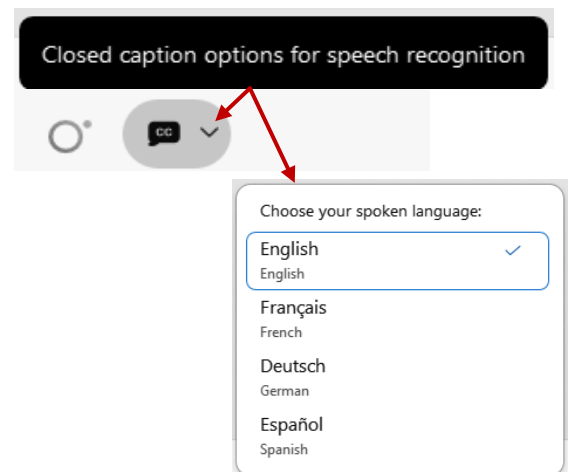 Closed caption options for speech recognition
CC
Choose your spoken language:
English
English
Français
French
Deutsch
German
Español
Spanish